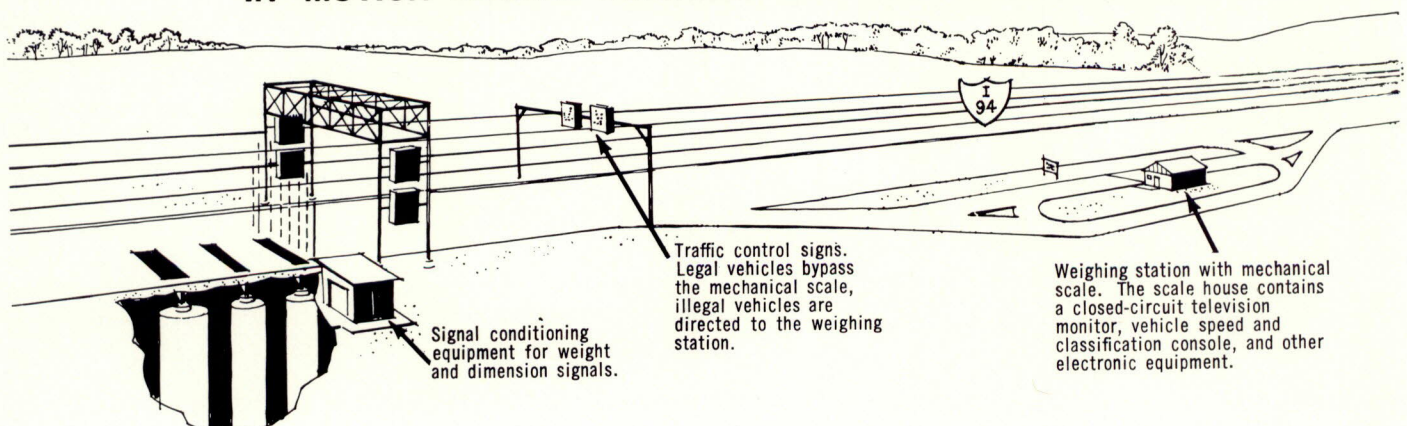 I
94
Traffic control signs.
Legal vehicles bypass
the mechanical scale,
illegal vehicles are
directed to the weighing
station.
Weighing station with mechanical
scale. The scale house contains
a closed-circuit television
monitor, vehicle speed and
classification console, and other
electronic equipment.
Signal conditioning
equipment for weight
and dimension signals.